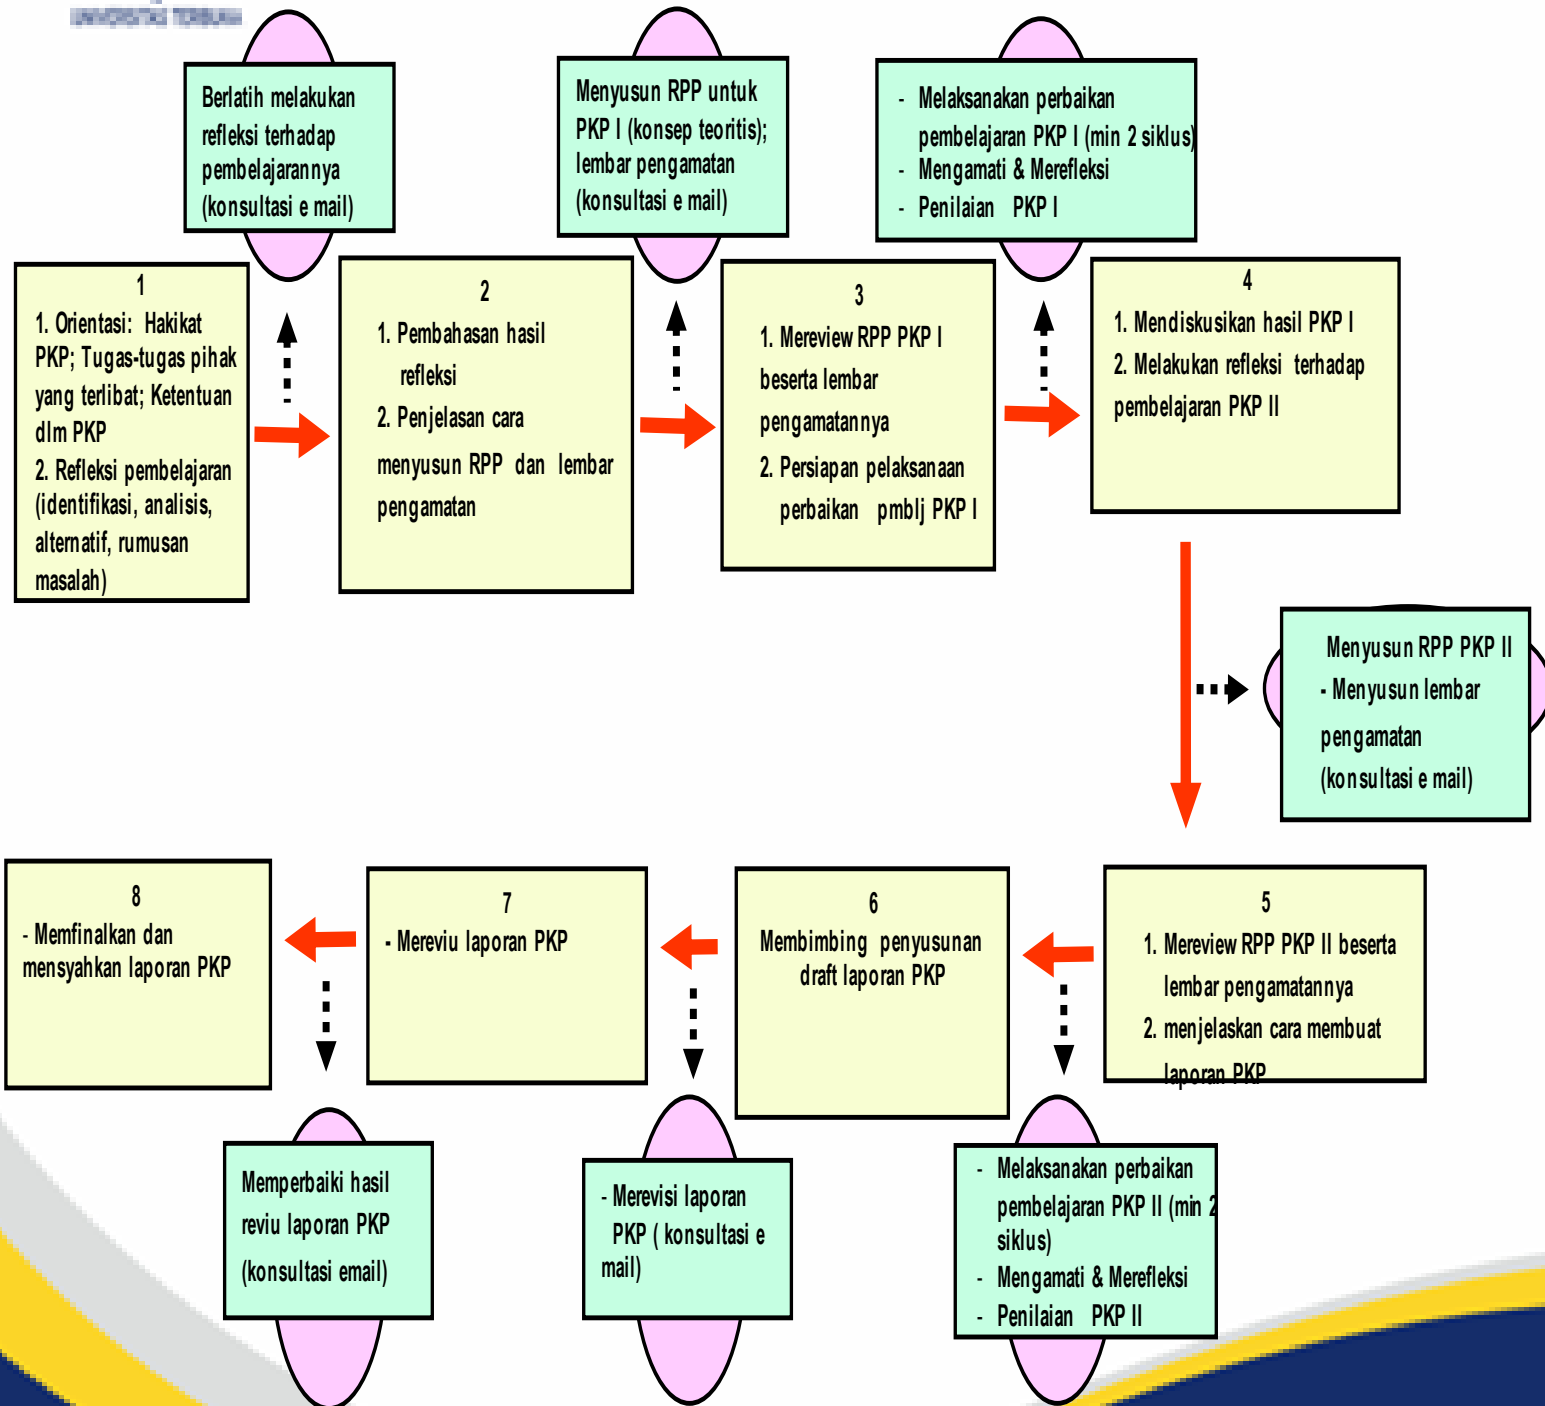 UNIVERSITAS TERBUKA
Berlatih melakukan
refleksi terhadap
pembelajarannya
(konsultasi e mail)
Menyusun RPP untuk
PKP I (konsep teoritis);
lembar pengamatan
(konsultasi e mail)
- Melaksanakan perbaikan
pembelajaran PKP I (min 2 siklus)
- Mengamati & Merefleksi
- Penilaian PKP I
1
1. Orientasi: Hakikat
PKP; Tugas-tugas pihak
yang terlibat; Ketentuan
dlm PKP
2. Refleksi pembelajaran
(identifikasi, analisis,
alternatif, rumusan
masalah)
2
1. Pembahasan hasil
refleksi
2. Penjelasan cara
menyusun RPP dan lembar
pengamatan
3
1. Mereview RPP PKP I
beserta lembar
pengamatannya
2. Persiapan pelaksanaan
perbaikan pmblj PKP I
4
1. Mendiskusikan hasil PKP I
2. Melakukan refleksi terhadap
pembelajaran PKP II
Menyusun RPP PKP II
- Menyusun lembar
pengamatan
(konsultasi e mail)
8
- Memfinalkan dan
mensyahkan laporan PKP
7
- Mereviu laporan PKP
6
Membimbing penyusunan
draft laporan PKP
5
1. Mereview RPP PKP II beserta
lembar pengamatannya
2. menjelaskan cara membuat
laporan PKP
Memperbaiki hasil
reviu laporan PKP
(konsultasi email)
- Merevisi laporan
PKP ( konsultasi e
mail)
- Melaksanakan perbaikan
pembelajaran PKP II (min 2
siklus)
- Mengamati & Merefleksi
- Penilaian PKP II